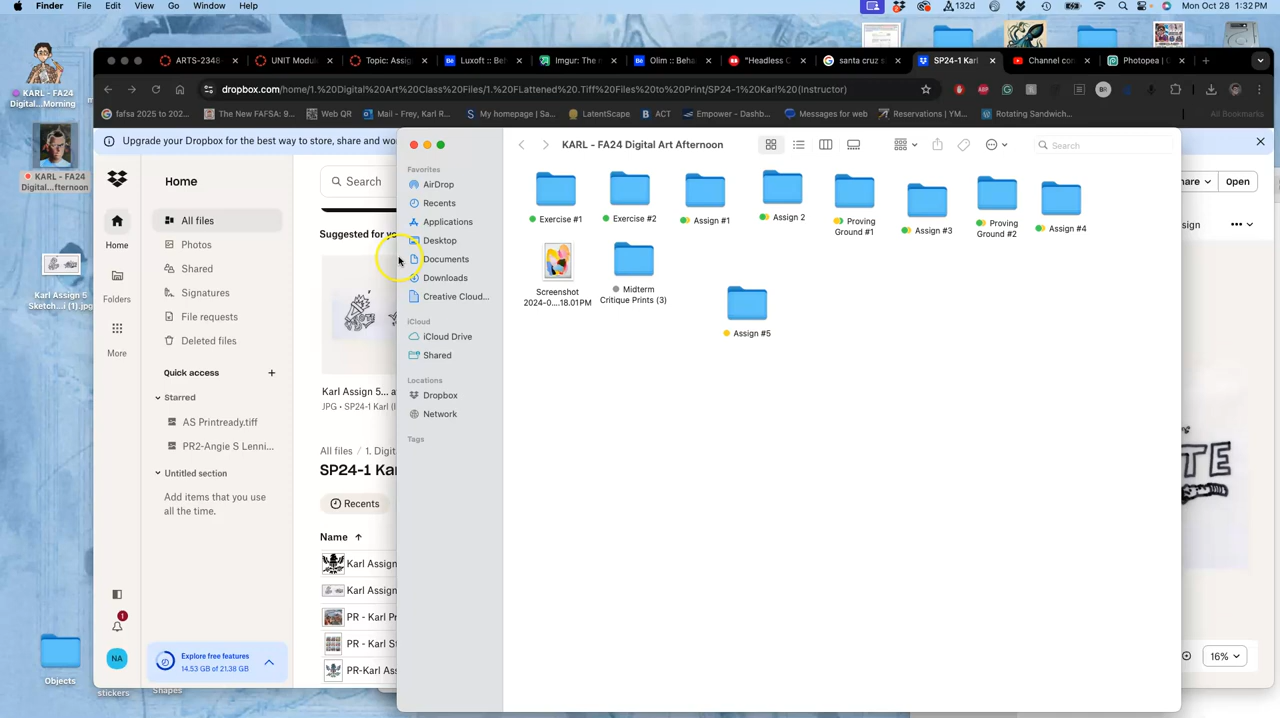 Finder File Edit View Go Window Help
132d
Mon Oct 28 1:32 PM
ARTS-2348
UNIT Modul
Topic: Assig
Luxoft :: Beh
Imgur: The m
Olim :: Beha
"Headless C
santa cruz s
SP24-1 Karl
Channel con
Photopea | C
dropbox.com/home/1.%20Digital%20Art%20Class%20Files/1.%20FLattened%20.Tiff%20Files%20to%20Print/SP24-1%20Karl%20(Instructor)
fafsa 2025 to 202...
The New FAFSA: W...
Web QR
Mail - Frey, Karl R...
My homepage | Sa...
LatenScape
ACT
Empower - Dashb...
Messages for web
Reservations | YM...
Rotating Sandwich...
All Bookmarks
Upgrade your Dropbox for the best way to store, share and wo
Home
Search
Home
Folders
More
NA
All files
Photos
Shared
Signatures
File requests
Deleted files
Quick access
Starred
AS Printready.tiff
PR2-Angie S Lenni...
Untitled section
Add items that you use
all the time.
Explore free features
14.53 GB of 21.38 GB
Suggested for yo
Karl Assign 5... a
JPG • SP24-1 Karl (I
All files / 1. Digit
SP24-1 Ka
Recents
Name
Karl Assign
Karl Assign
PR - Karl Pr
PR - Karl St
PR-Karl Ass
KARL - FA24 Digital Art Afternoon
Search
Favorites
AirDrop
Recents
Applications
Desktop
Documents
Downloads
Creative Cloud...
iCloud
iCloud Drive
Shared
Locations
Dropbox
Network
Tags
Exercise #1
Exercise #2
Assign #1
Assign 2
Proving
Ground #1
Assign #3
Proving
Ground #2
Assign #4
Screenshot
2024-0....18.01 PM
Midterm
Critique Prints (3)
Assign #5
hare
Open
sign
16%
KARL - FA24
Digital...Morning
KARL - FA24
Digital...fternoon
Karl Assign 5
Sketch...i (1).jpg
Objects
stickers
Shapes